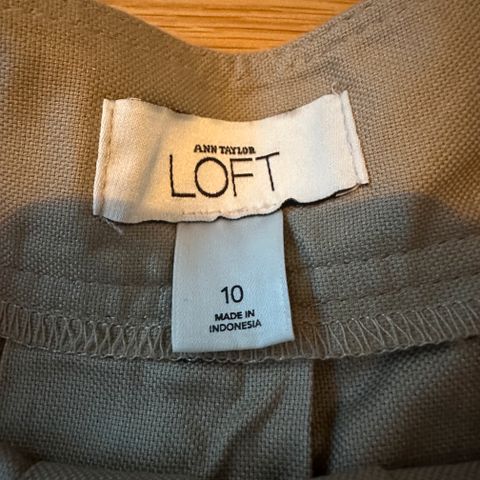 ANN TAYLOR
LOFT
10
MADE IN
INDONESIA